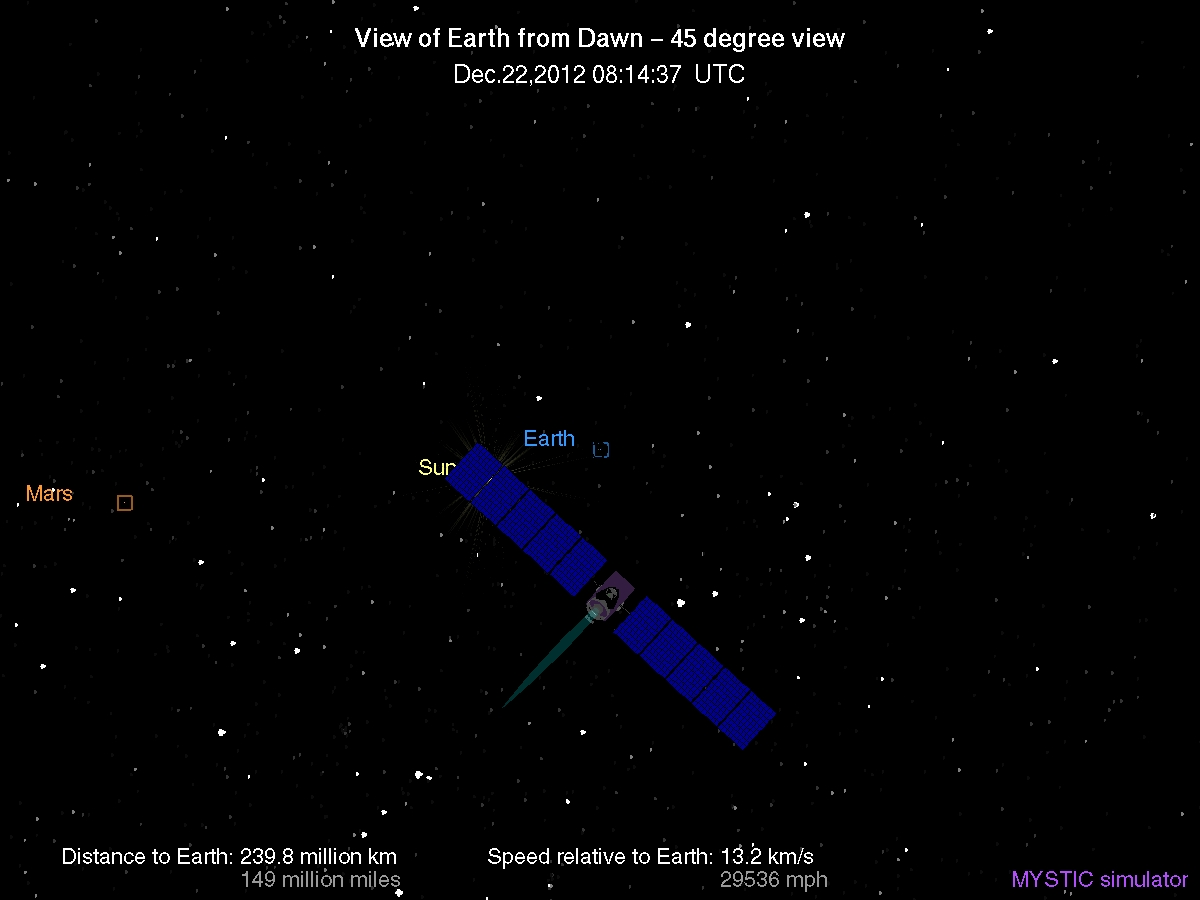 View of Earth from Dawn – 45 degree view
Dec.22,2012 08:14:37 UTC
Earth
Sun
Mars
Distance to Earth: 239.8 million km
149 million miles
Speed relative to Earth: 13.2 km/s
29536 mph
MYSTIC simulator